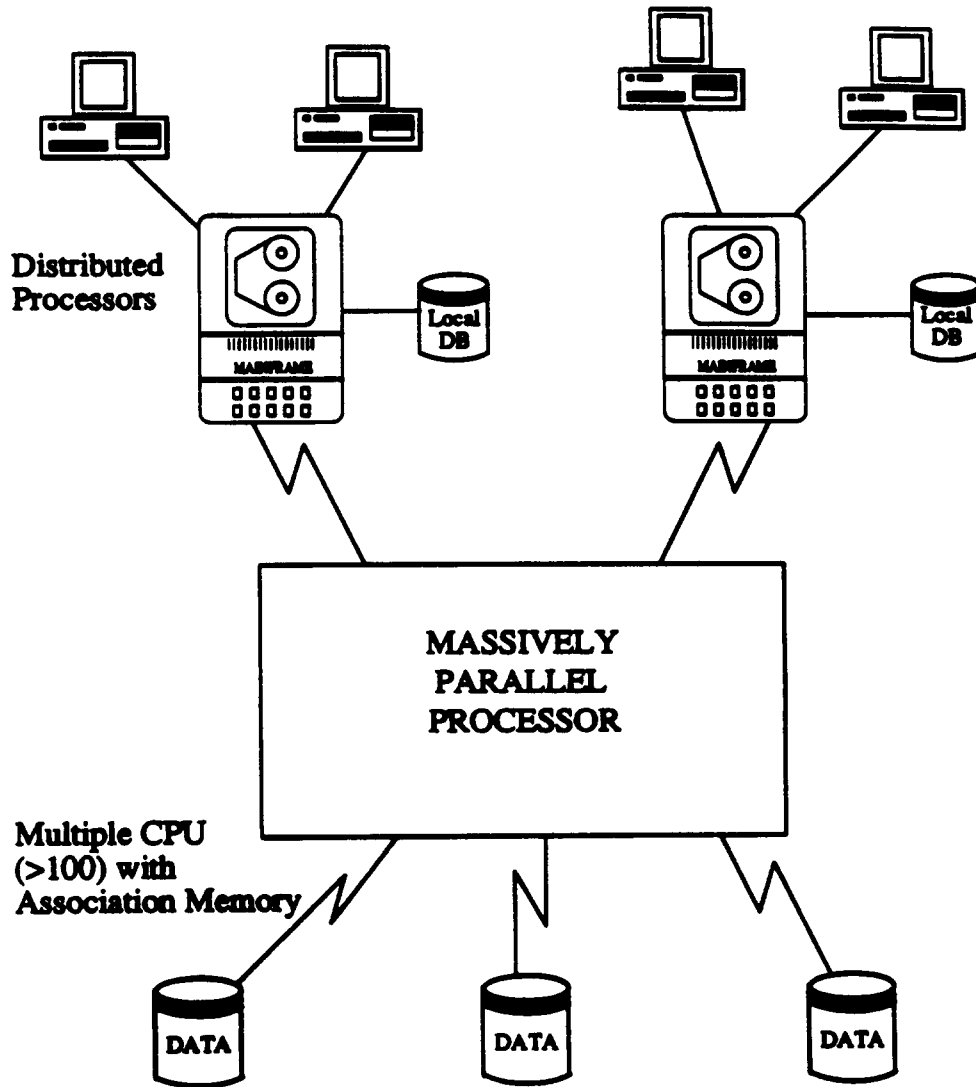 Distributed
Processors
Local
DB
MAINFRAME
Local
DB
MAINFRAME
MASSIVELY
PARALLEL
PROCESSOR
Multiple CPU
(>100) with
Association Memory
DATA
DATA
DATA